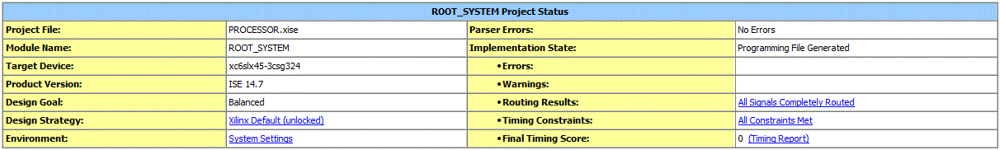 ROOT_SYSTEM Project Status
Project File: PROCESSOR.xise Parser Errors: No Errors
Module Name: ROOT_SYSTEM Implementation State: Programming File Generated
Target Device: xc6slx45-3csg324 •Errors:
Product Version: ISE 14.7 •Warnings:
Design Goal: Balanced •Routing Results: All Signals Completely Routed
Design Strategy: Xilinx Default (unlocked) •Timing Constraints: All Constraints Met
Environment: System Settings •Final Timing Score: 0 (Timing Report)